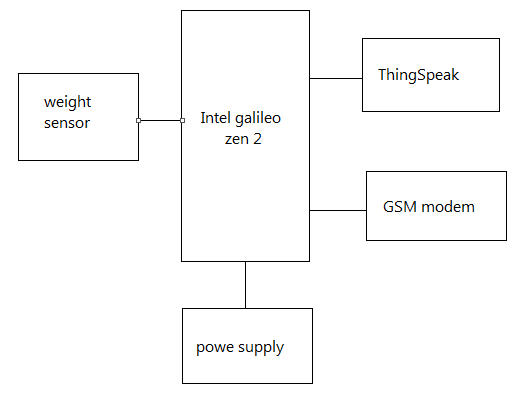 weight
sensor
Intel galileo
zen 2
ThingSpeak
GSM modem
powe supply